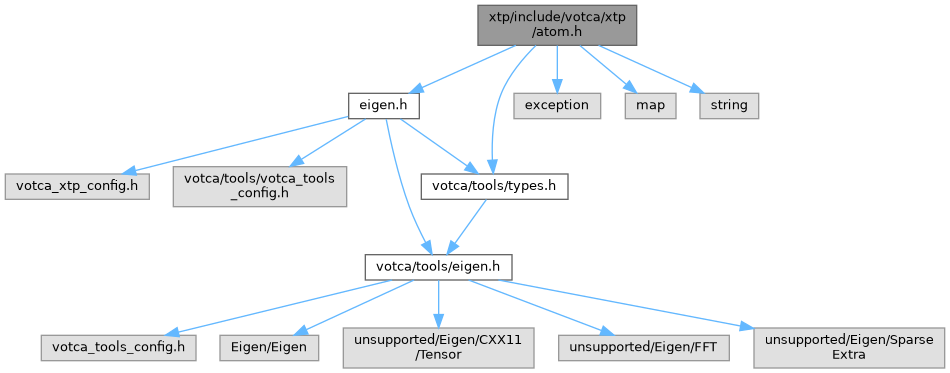 xtp/include/votca/xtp
/atom.h
eigen.h
exception
map
string
votca_xtp_config.h
votca/tools/votca_tools
_config.h
votca/tools/types.h
votca/tools/eigen.h
votca_tools_config.h
Eigen/Eigen
unsupported/Eigen/CXX11
/Tensor
unsupported/Eigen/FFT
unsupported/Eigen/Sparse
Extra